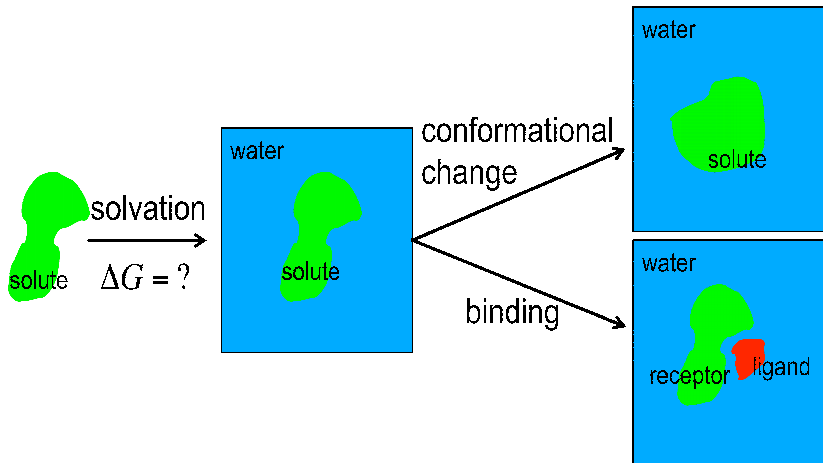 solute
solvation
ΔG = ?
water
solute
conformational
change
binding
water
solute
water
receptor
ligand